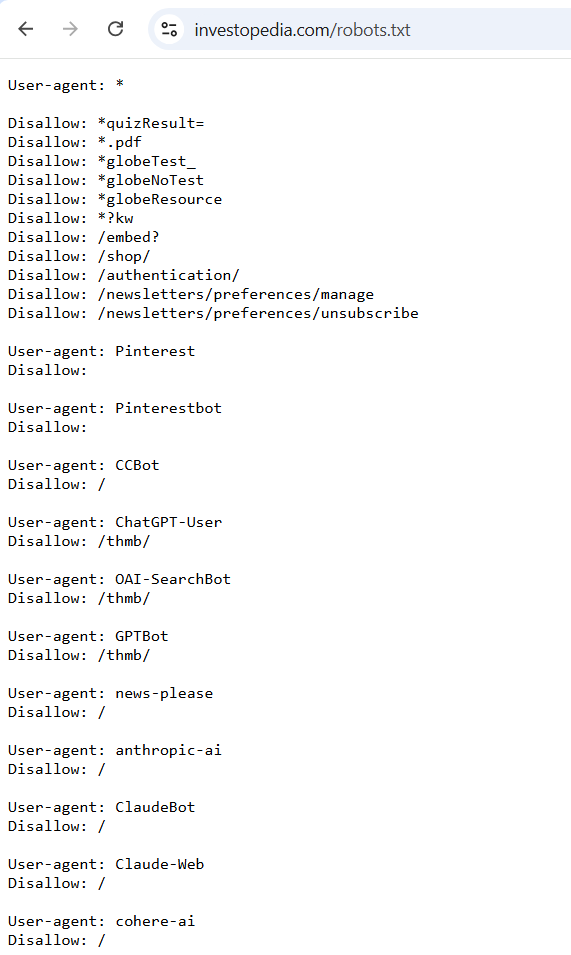 investopedia.com/robots.txt
User-agent: *
Disallow: *quizResult=
Disallow: *.pdf
Disallow: *globeTest_
Disallow: *globeNoTest
Disallow: *globeResource
Disallow: *?kw
Disallow: /embed?
Disallow: /shop/
Disallow: /authentication/
Disallow: /newsletters/preferences/manage
Disallow: /newsletters/preferences/unsubscribe
User-agent: Pinterest
Disallow:
User-agent: Pinterestbot
Disallow:
User-agent: CCBot
Disallow: /
User-agent: ChatGPT-User
Disallow: /thmb/
User-agent: OAI-SearchBot
Disallow: /thmb/
User-agent: GPTBot
Disallow: /thmb/
User-agent: news-please
Disallow: /
User-agent: anthropic-ai
Disallow: /
User-agent: ClaudeBot
Disallow: /
User-agent: Claude-Web
Disallow: /
User-agent: cohere-ai
Disallow: /